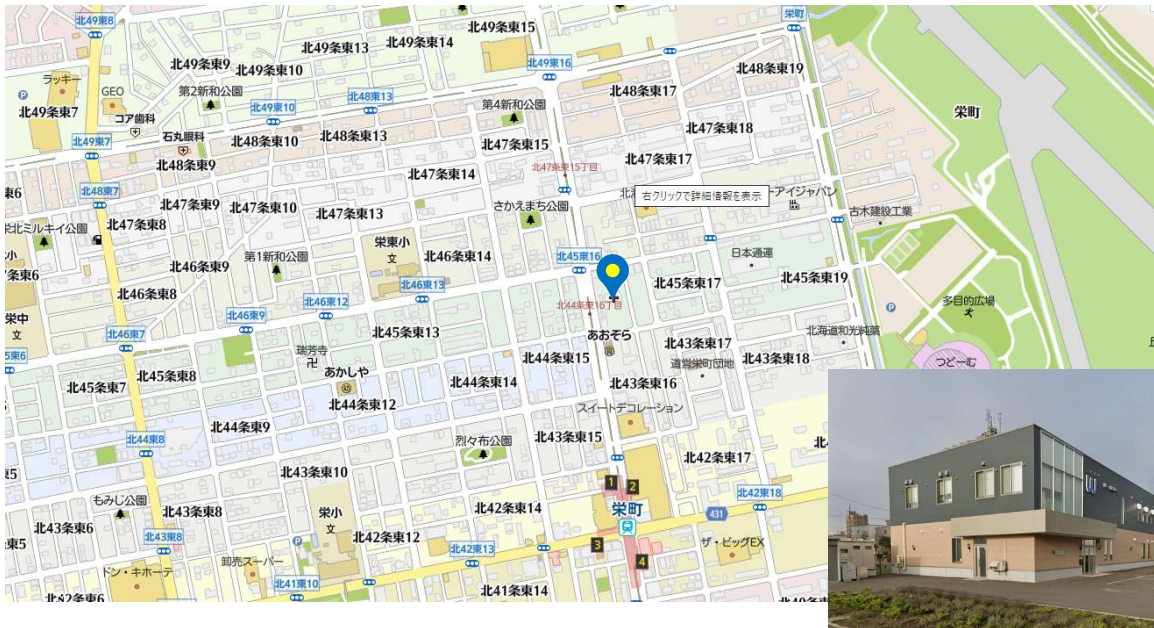 北49東8
北49条東15
北49条東14
北49条東13
栄町
北49条東9
北49条東10
北49東16
北48条東19
ラッキー
GEO
第2新和公園
北48東13
第4新和公園
北48条東17
栄町
北49条東7
コア歯科
北49東10
北49東7
石丸眼科
北48条東10
北48条東13
北47条東15
北47条東18
北48条東9
北47条東17
北47条東15丁目
北47条東14
東6
北48東7
右クリックで詳細情報を表示
ーアイジャパン
北47条東9
北47条東10
北47条東13
さかえまち公園
古木建設工業
北47条東8
栄北ミルキイ公園
栄東小
文
北46条東14
北45東16
日本通運
第1新和公園
北46条東9
北45条東17
北45条東19
条東6
北46条東8
北46東12
北46東13
多目的広場
北44条東16丁目
栄中
文
北46東7
北46東9
北45条東13
あおぞら
北海道和光純薬
北43条東17
北43条東18
瑞芳寺
北44条東15
道営栄町団地
つどーむ
北45条東7
北45条東8
あかしや
北44条東14
北43条東16
北44条東12
スイートデコレーション
北44条東9
北44東8
烈々布公園
北43条東15
北42条東17
北43条東10
もみじ公園
1
2
北42東18
北43条東6
北43条東8
栄小
文
北42条東14
栄町
431
北43東8
北42条東12
北42東13
3
ザ・ビッグEX
卸売スーパー
4
ドン・キホーテ
北41東10
北41条東14